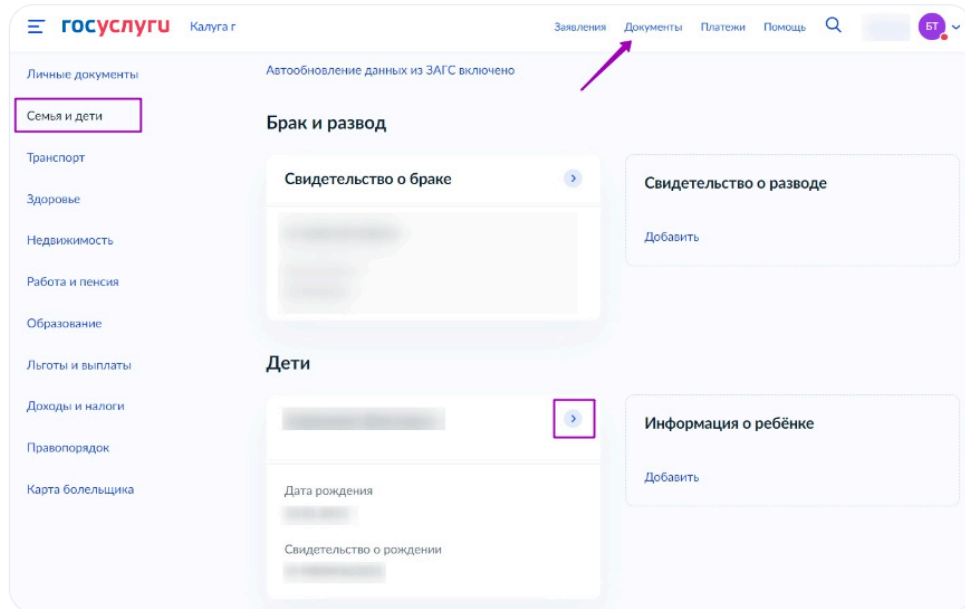 госуслуги Калуга г Заявления Документы Платежи Помощь БТ
Личные документы
Семья и дети
Транспорт
Здоровье
Недвижимость
Работа и пенсия
Образование
Льготы и выплаты
Доходы и налоги
Правопорядок
Карта болельщика
Автообновление данных из ЗАГС включено
Брак и развод
Свидетельство о браке
Свидетельство о разводе
Добавить
Дети
Дата рождения
Свидетельство о рождении
Информация о ребёнке
Добавить